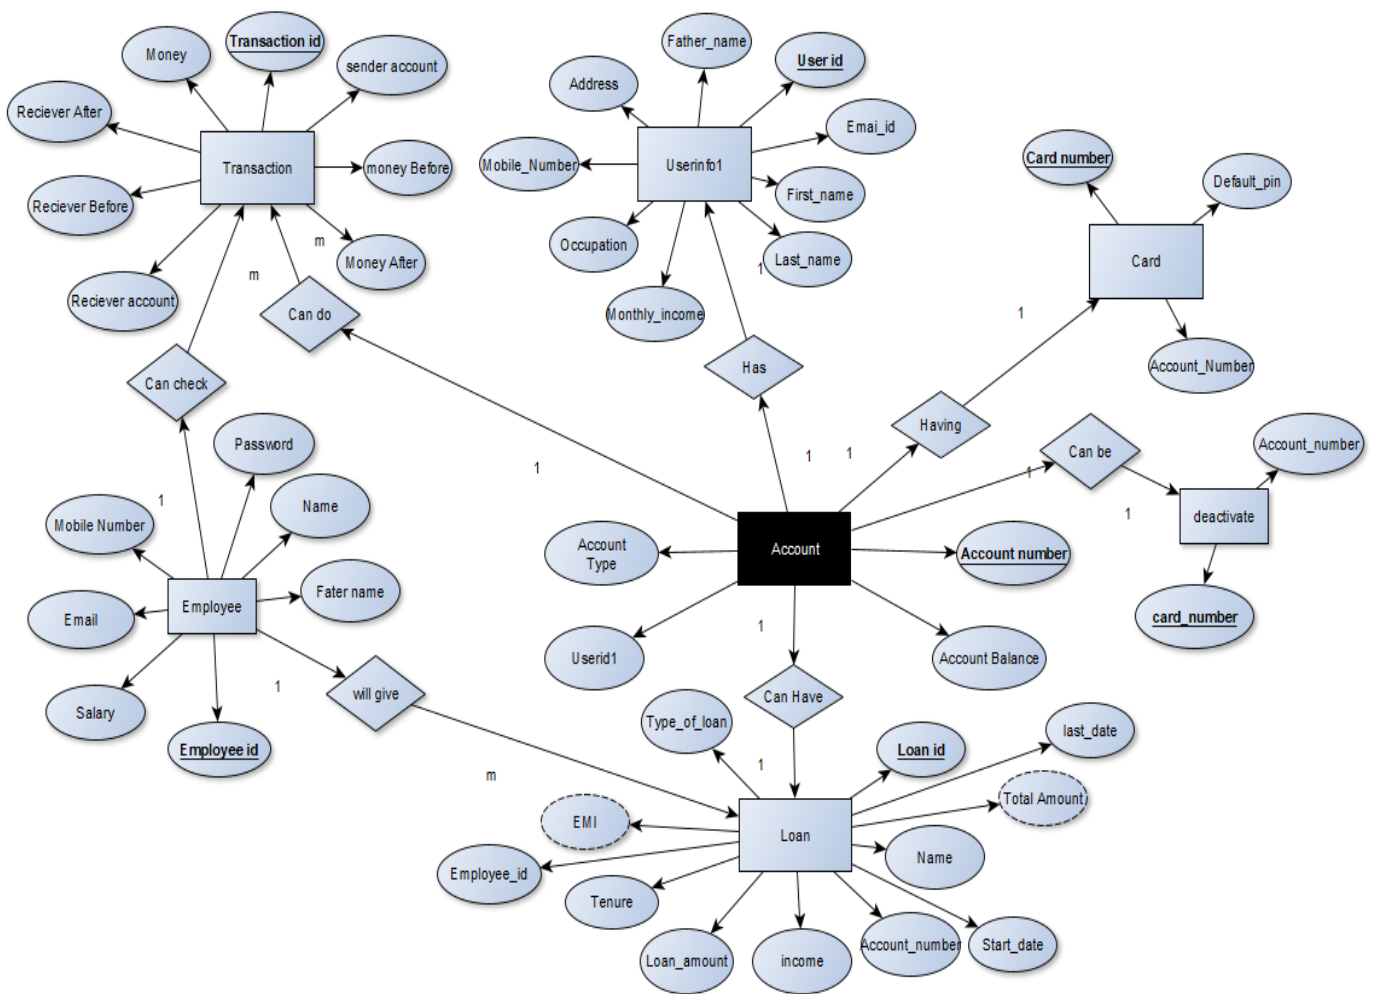 Transaction id
Money
sender account
Reciever After
Transaction
money Before
Reciever Before
m
Money After
m
Reciever account
Can do
Can check
Father_name
User id
Address
Emai_id
Mobile_Number
Userinfo1
First_name
Occupation
Last_name
1
Monthly_income
Has
Card number
Default_pin
Card
1
Account_Number
Having
Can be
Account_number
1
1
1
1
1
deactivate
card_number
Password
Name
1
Mobile Number
Employee
Fater name
Email
Salary
1
Employee id
will give
m
Account
Type
Account
Account number
Userid1
1
Account Balance
Can Have
Type_of_loan
1
Loan id
last_date
Total Amount
EMI
Loan
Name
Employee_id
Tenure
Loan_amount
income
Account_number
Start_date